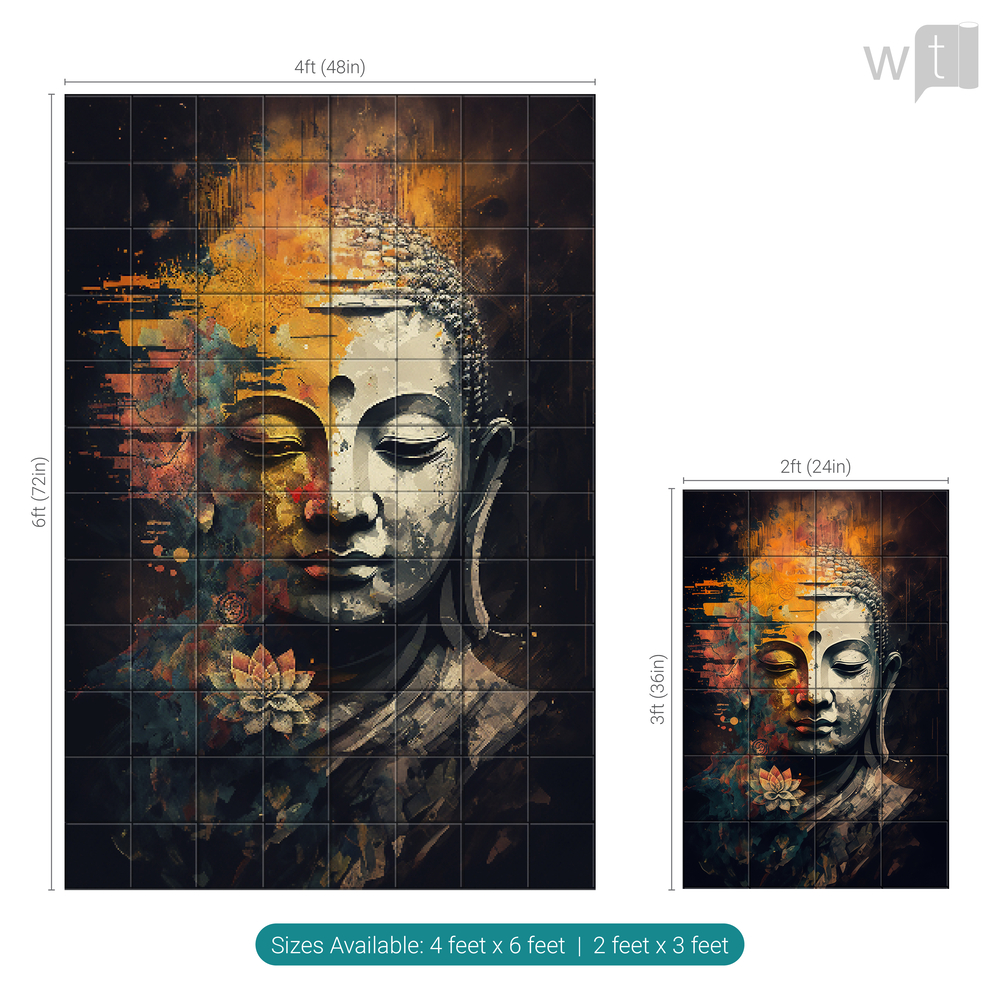 wt
4ft (48in)
6ft (72in)
2ft (24in)
3ft (36in)
Sizes Available: 4 feet x 6 feet | 2 feet x 3 feet